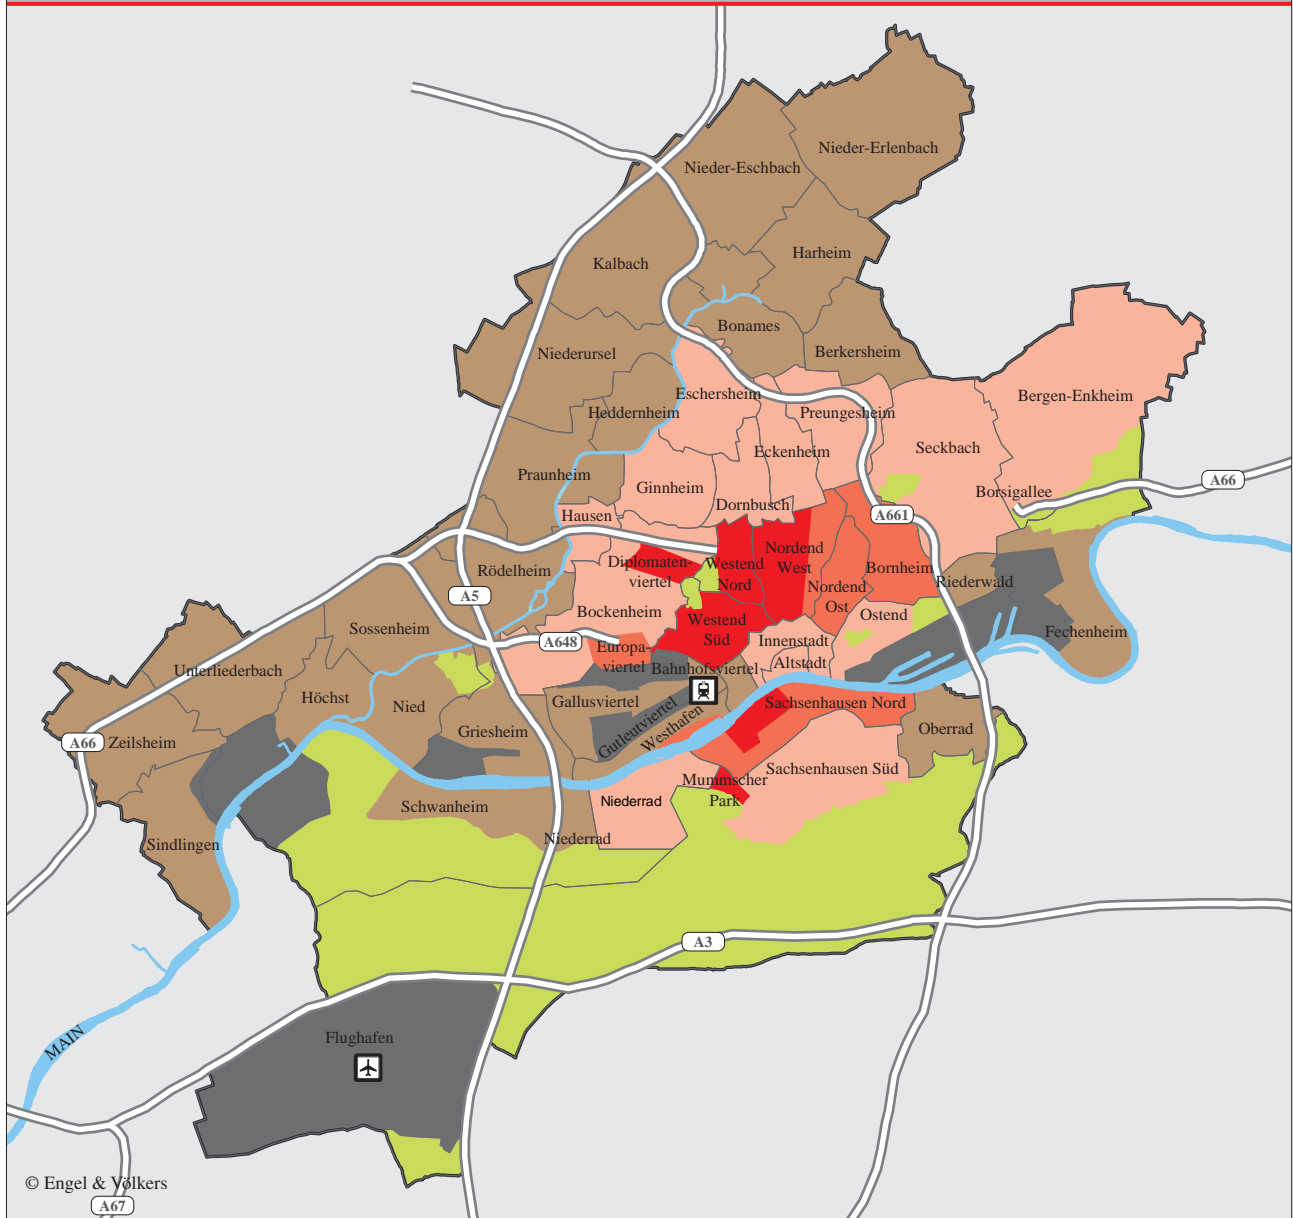 Nieder-Erlenbach
Nieder-Eschbach
Harheim
Kalbach
Bonames
Niederursel
Berkersheim
Eschersheim
Bergen-Enkheim
Heddernheim
Preungesheim
Seckbach
Eckenheim
Praunheim
A66
Ginnheim
Borsigallee
Dornbusch
Hausen
A661
Nordend
West
Diplomaten-
viertel
Westend
Nord
Bornheim
Rödelheim
Riederwald
Nordend
Ost
A5
Bockenheim
Ostend
Westend
Süd
Sossenheim
Fechenheim
A648
Innenstadt
Europa-
viertel
Altstadt
Unterliederbach
Bahnhofsviertel
Höchst
Gallusviertel
Sachsenhausen Nord
Nied
Gutleutviertel
Westhafen
Griesheim
Oberrad
A66
Zeilsheim
Sachsenhausen Süd
Mummscher
Park
Niederrad
Schwanheim
Niederrad
Sindlingen
A3
MAIN
Flughafen
© Engel & Völkers
A67